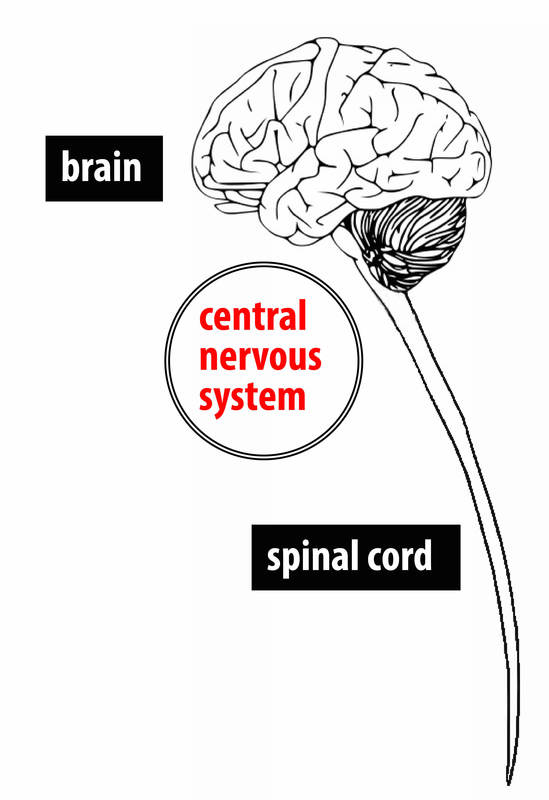 brain
central
nervous
system
spinal cord